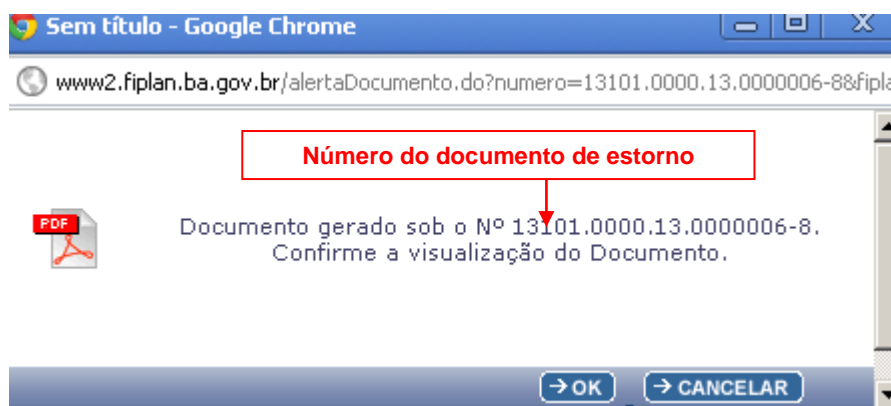 Sem título - Google Chrome
www2.fiplan.ba.gov.br/alertaDocumento.do?numero=13101.0000.13.0000006-8&fipla
Número do documento de estorno
PDF
Documento gerado sob o Nº 13101.0000.13.0000006-8.
Confirme a visualização do Documento.
OK CANCELAR